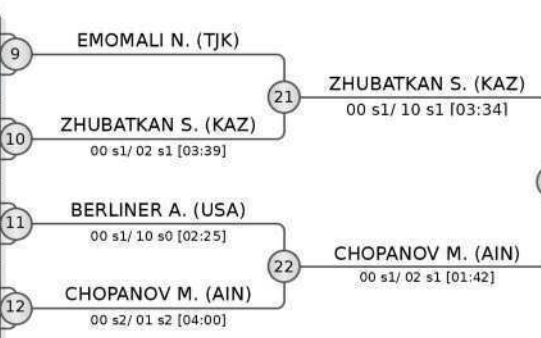 EMOMALI N. (TJK)
9
21
ZHUBATKAN S. (KAZ)
00 s1/ 10 s1 [03:34]
ZHUBATKAN S. (KAZ)
10
00 s1/ 02 s1 [03:39]
BERLINER A. (USA)
11
00 s1/ 10 s0 [02:25]
22
CHOPANOV M. (AIN)
00 s1/ 02 s1 [01:42]
CHOPANOV M. (AIN)
12
00 s2/ 01 s2 [04:00]